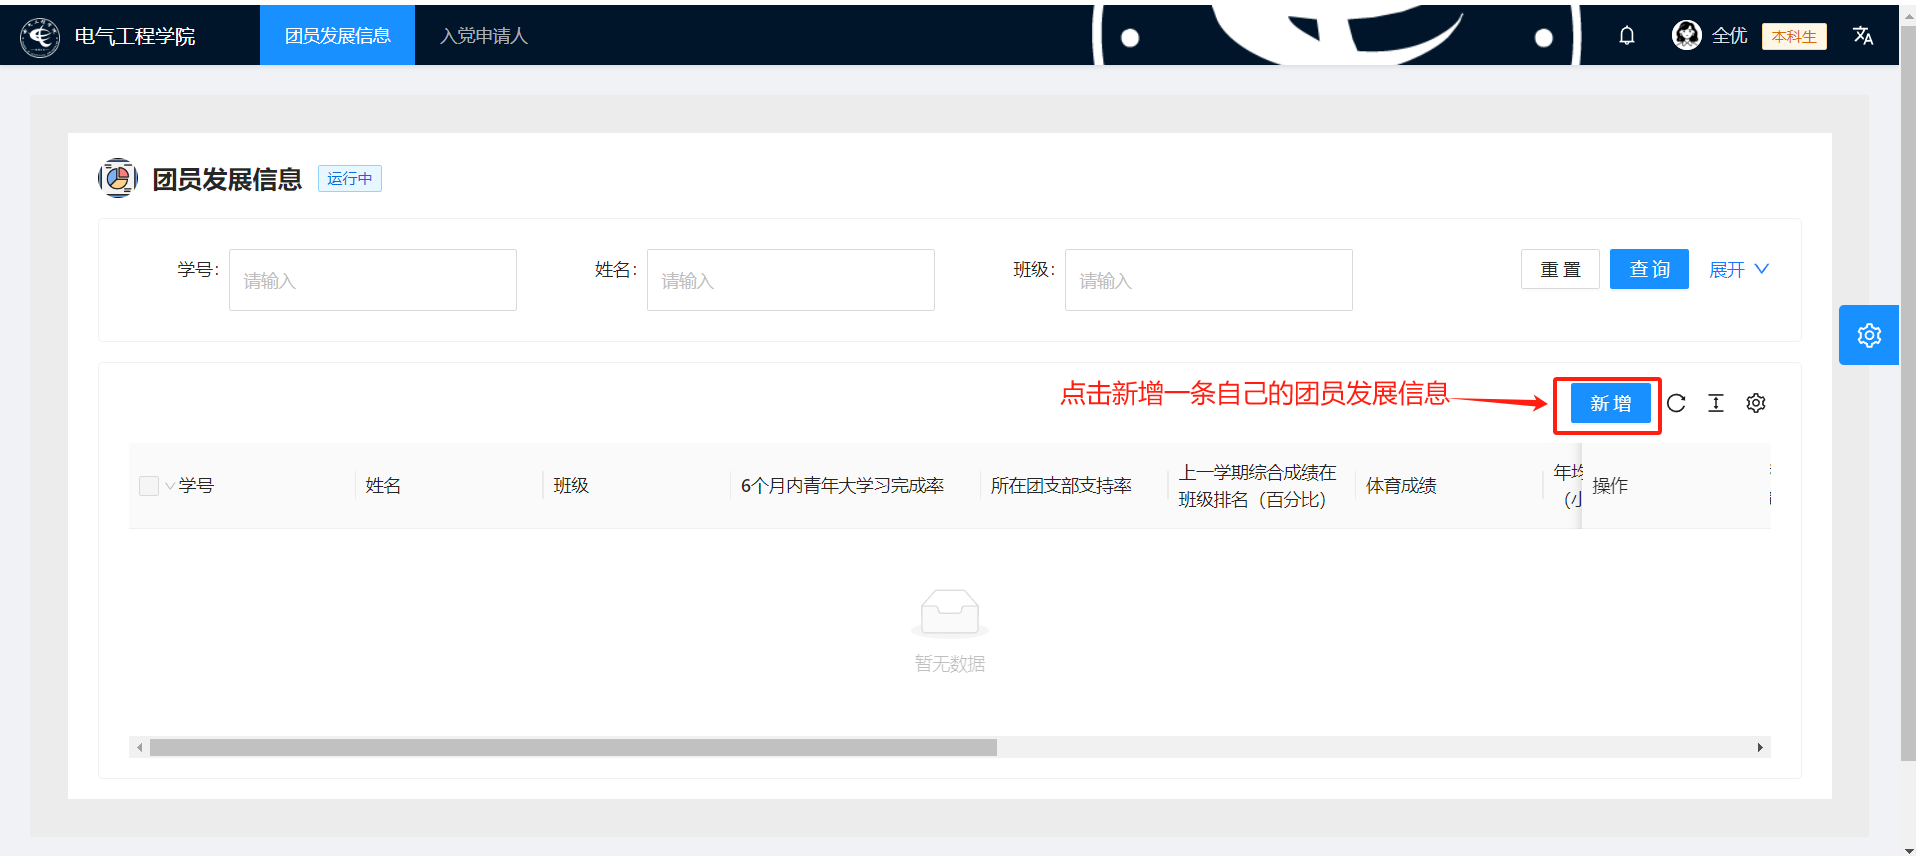 电气工程学院
团员发展信息
入党申请人
全优
本科生
团员发展信息
运行中
学号:
请输入
姓名:
请输入
班级:
请输入
重 置
查 询
展开
点击新增一条自己的团员发展信息
新 增
学号
姓名
班级
6个月内青年大学习完成率
所在团支部支持率
上一学期综合成绩在
班级排名（百分比）
体育成绩
年均
（小
操作
暂无数据